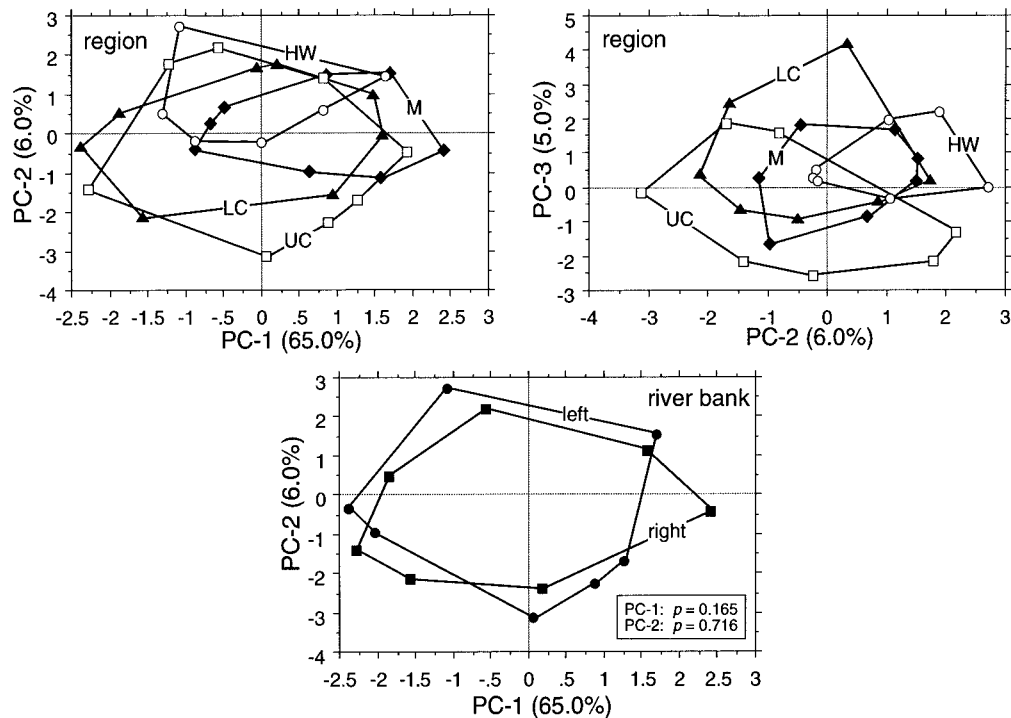 region
HW
M
LC
UC
3
2
1
0
-1
-2
-3
-4
PC-2 (6.0%)
-2.5 -2 -1.5 -1 -.5 0 .5 1 1.5 2 2.5 3
PC-1 (65.0%)
region
LC
HW
M
UC
5
4
3
2
1
0
-1
-2
-3
PC-3 (5.0%)
-4 -3 -2 -1 0 1 2 3
PC-2 (6.0%)
river bank
left
right
3
2
1
0
-1
-2
-3
-4
PC-2 (6.0%)
-2.5 -2 -1.5 -1 -.5 0 .5 1 1.5 2 2.5 3
PC-1 (65.0%)
PC-1: p = 0.165
PC-2: p = 0.716